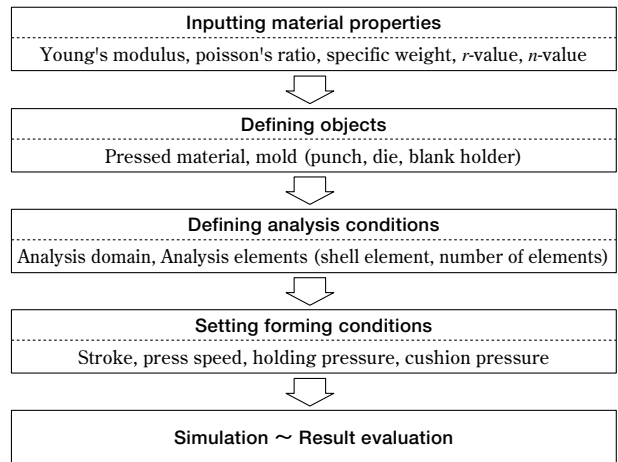 Inputting material properties
Young's modulus, poisson's ratio, specific weight, r-value, n-value
Defining objects
Pressed material, mold (punch, die, blank holder)
Defining analysis conditions
Analysis domain, Analysis elements (shell element, number of elements)
Setting forming conditions
Stroke, press speed, holding pressure, cushion pressure
Simulation ～ Result evaluation